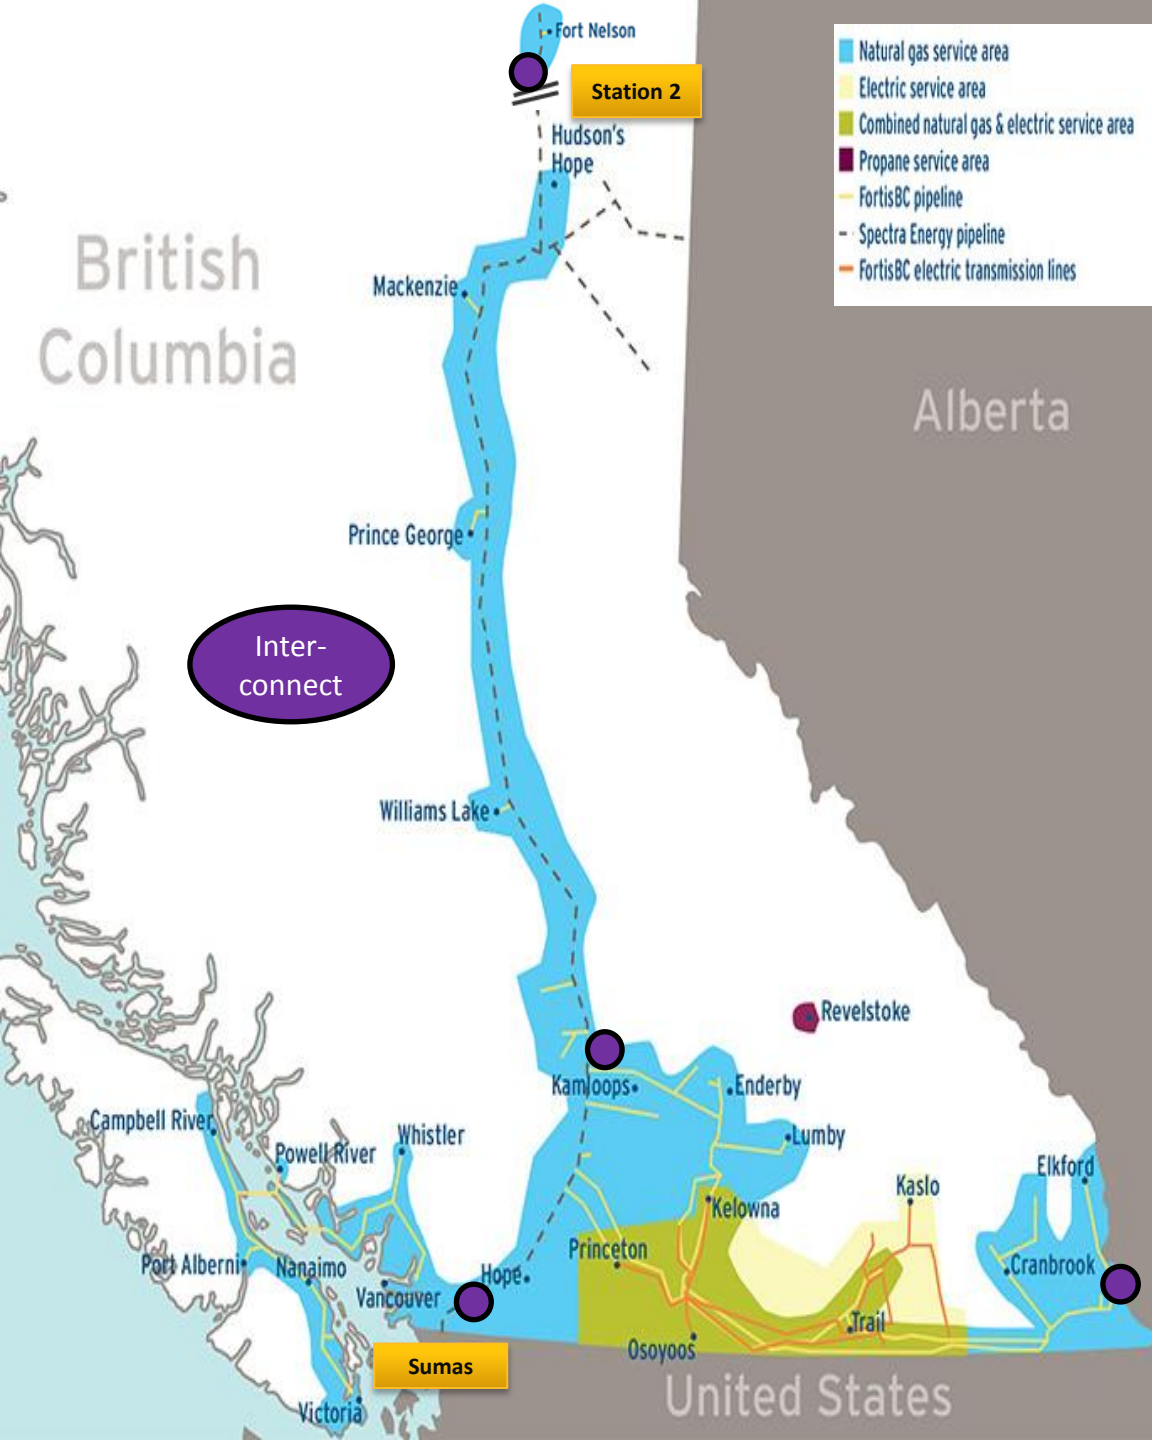 Fort Nelson
Station 2
Hudson's
Hope
Natural gas service area
Electric service area
Combined natural gas & electric service area
Propane service area
FortisBC pipeline
Spectra Energy pipeline
FortisBC electric transmission lines
British
Columbia
Mackenzie
Alberta
Prince George
Inter-
connect
Williams Lake
Revelstoke
Kamloops
Enderby
Campbell River
Powell River
Whistler
Lumby
Elkford
Kaslo
Kelowna
Port Alberni
Nanaimo
Vancouver
Hope
Princeton
Cranbrook
Trail
Osoyoos
Sumas
United States
Victoria